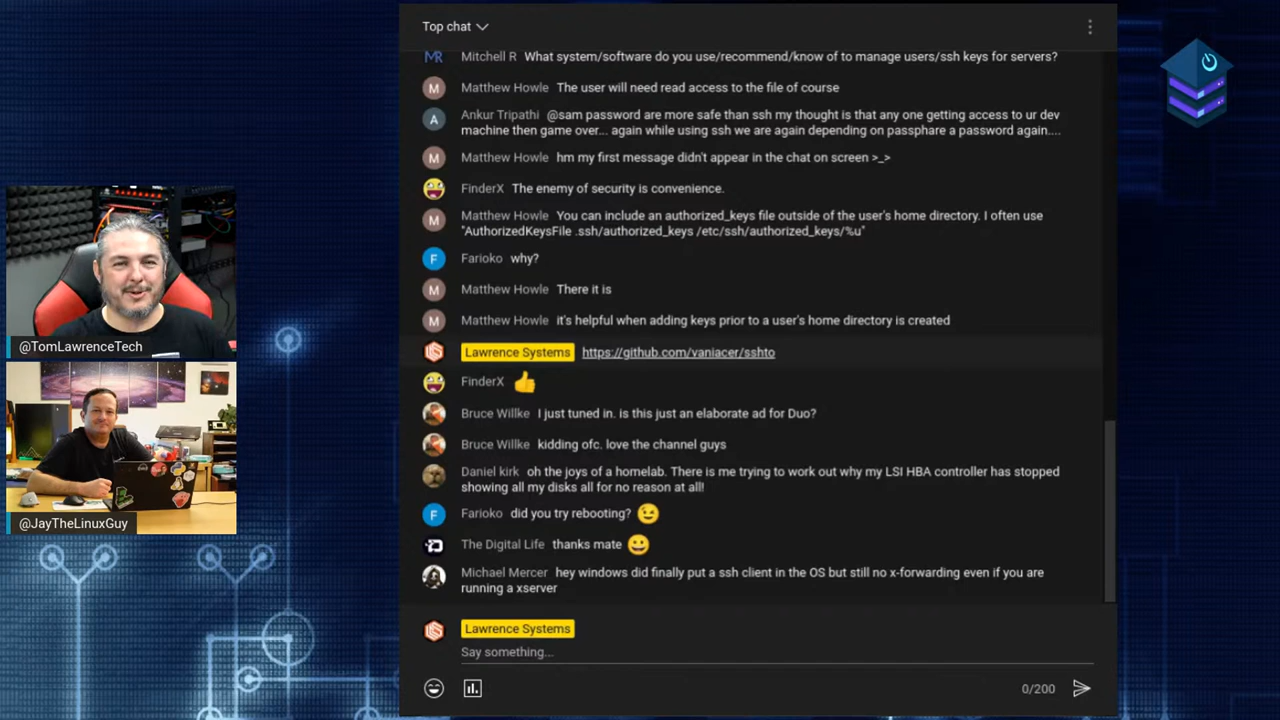 Top chat
Mitchell R What system/software do you use/recommend/know of to manage users/ssh keys for servers?
Matthew Howle The user will need read access to the file of course
Ankur Tripathi @sam password are more safe than ssh my thought is that any one getting access to ur dev
machine then game over... again while using ssh we are again depending on passphare a password again....
Matthew Howle hm my first message didn't appear in the chat on screen >_>
FinderX The enemy of security is convenience.
Matthew Howle You can include an authorized_keys file outside of the user's home directory. I often use
"AuthorizedKeysFile .ssh/authorized_keys /etc/ssh/authorized_keys/%u"
Farioko why?
Matthew Howle There it is
Matthew Howle it's helpful when adding keys prior to a user's home directory is created
Lawrence Systems https://github.com/vaniacer/sshto
FinderX 👍
Bruce Willke I just tuned in. is this just an elaborate ad for Duo?
Bruce Willke kidding ofc. love the channel guys
Daniel kirk oh the joys of a homelab. There is me trying to work out why my LSI HBA controller has stopped
showing all my disks all for no reason at all!
Farioko did you try rebooting? 😉
The Digital Life thanks mate 😀
Michael Mercer hey windows did finally put a ssh client in the OS but still no x-forwarding even if you are
running a xserver
Lawrence Systems
Say something...
0/200
@TomLawrenceTech
@JayTheLinuxGuy
MR
M
A
M
M
F
M
M
F